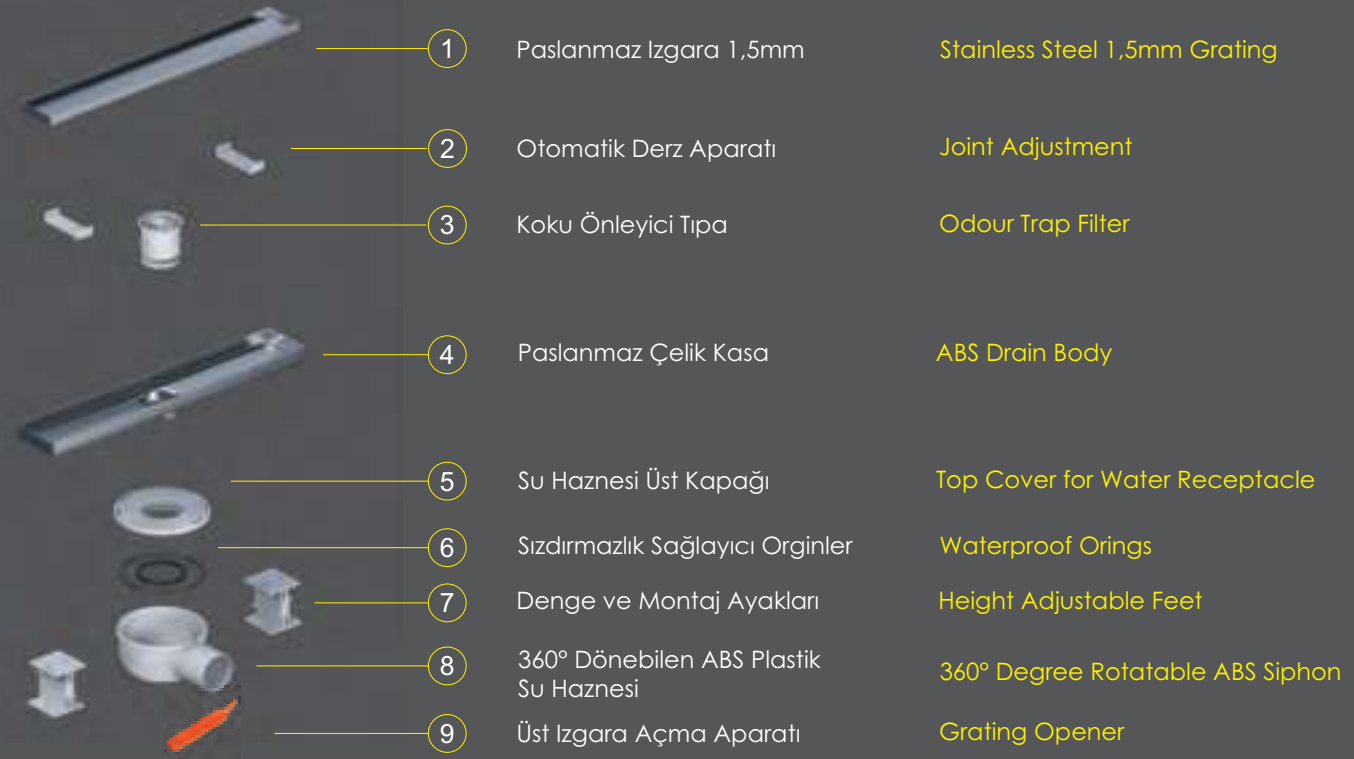 1 Paslanmaz Izgara 1,5mm Stainless Steel 1,5mm Grating
2 Otomatik Derz Aparatı Joint Adjustment
3 Koku Önleyici Tıpa Odour Trap Filter
4 Paslanmaz Çelik Kasa ABS Drain Body
5 Su Haznesi Üst Kapağı Top Cover for Water Receptacle
6 Sızdırmazlık Sağlayıcı Orginler Waterproof Orings
7 Denge ve Montaj Ayakları Height Adjustable Feet
8 360° Dönebilen ABS Plastik
Su Haznesi
360° Degree Rotatable ABS Siphon
9 Üst Izgara Açma Aparatı Grating Opener